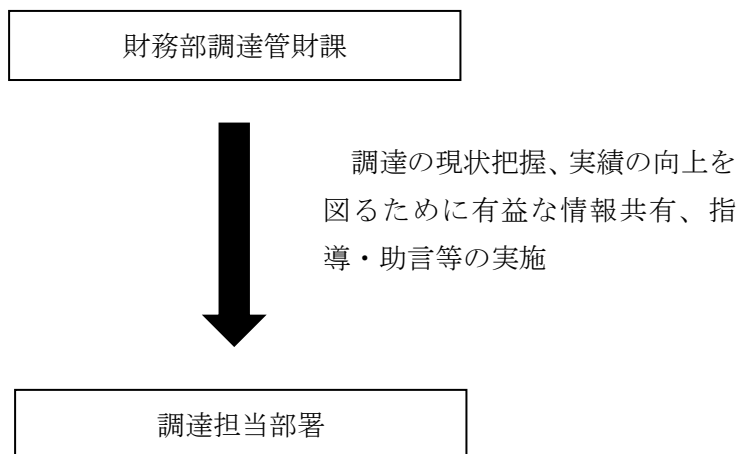 財務部調達管財課
調達の現状把握、実績の向上を
図るために有益な情報共有、指
導・助言等の実施
調達担当部署